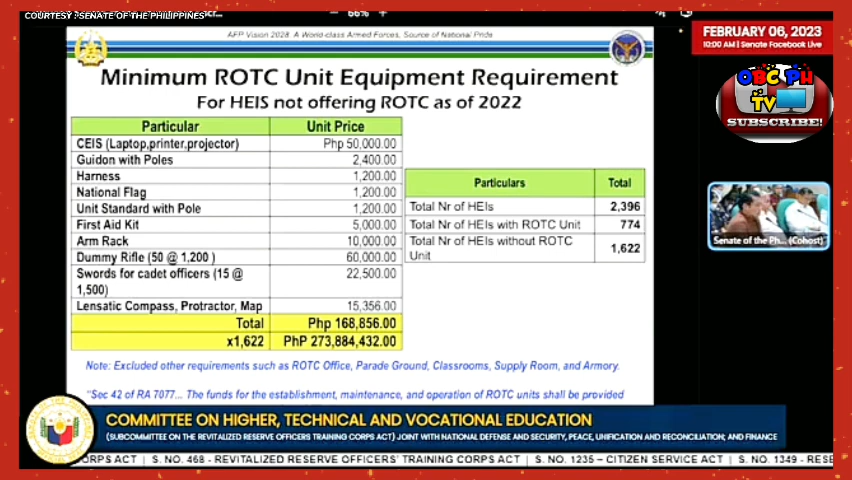 COURTESY : SENATE OF THE PHILIPPINES
66%
FEBRUARY 06, 2023
10:00 AM | Senate Facebook Live
AFP Vision 2028 A World-class Armed Forces, Source of National Pride
Minimum ROTC Unit Equipment Requirement
For HEIS not offering ROTC as of 2022
Particular Unit Price
CEIS (Laptop,printer,projector) Php 50,000.00
Guidon with Poles 2,400.00
Harness 1,200.00
National Flag 1,200.00
Unit Standard with Pole 1,200.00
First Aid Kit 5,000.00
Arm Rack 10,000.00
Dummy Rifle (50 @ 1,200 ) 60,000.00
Swords for cadet officers (15 @ 22,500.00
1,500)
Lensatic Compass, Protractor, Map 15,356.00
Total Php 168,856.00
x1,622 PhP 273,884,432.00
Particulars Total
Total Nr of HEIs 2,396
Total Nr of HEIs with ROTC Unit 774
Total Nr of HEIs without ROTC 1,622
Unit
OBC PH
TV
SUBSCRIBE!
Senate of the Ph... (Cohost)
Note: Excluded other requirements such as ROTC Office, Parade Ground, Classrooms, Supply Room, and Armory.
"Sec 42 of RA 7077... The funds for the establishment, maintenance, and operation of ROTC units shall be provided
COMMITTEE ON HIGHER, TECHNICAL AND VOCATIONAL EDUCATION
(SUBCOMMITTEE ON THE REVITALIZED RESERVE OFFICERS TRAINING CORPS ACT) JOINT WITH NATIONAL DEFENSE AND SECURITY, PEACE, UNIFICATION AND RECONCILIATION; AND FINANCE
ORPS ACT | S. NO. 468 - REVITALIZED RESERVE OFFICERS' TRAINING CORPS ACT | S. NO. 1235 – CITIZEN SERVICE ACT | S. NO. 1349 - RESE